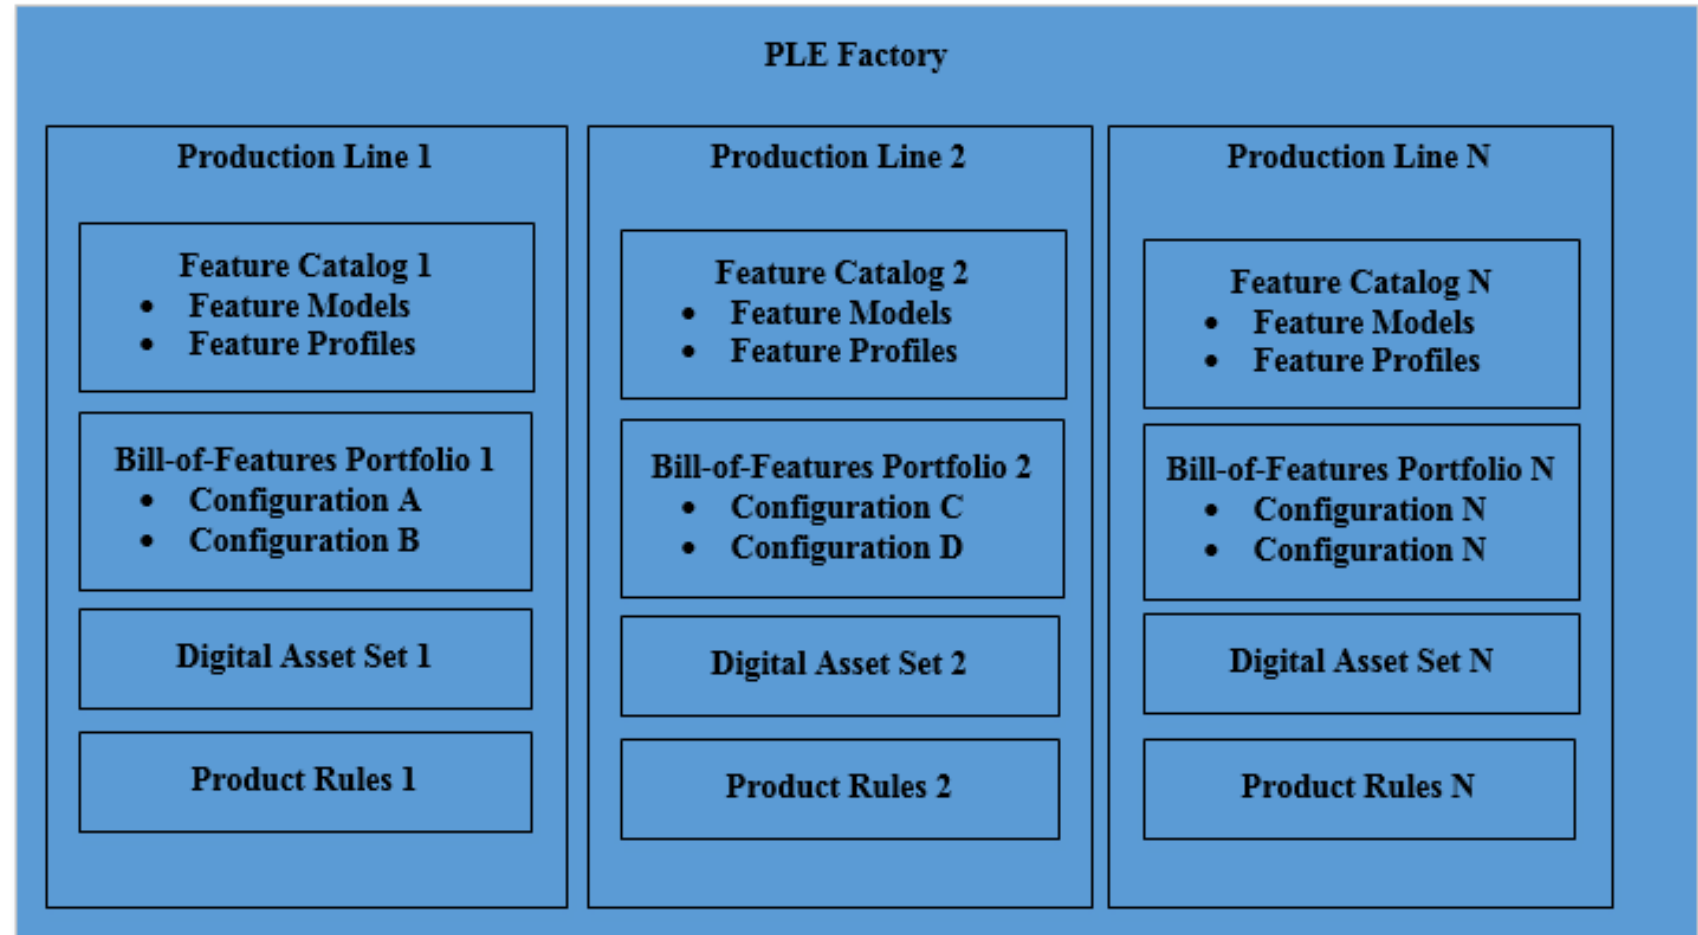 PLE Factory
Production Line 1
Feature Catalog 1
• Feature Models
• Feature Profiles
Bill-of-Features Portfolio 1
• Configuration A
• Configuration B
Digital Asset Set 1
Product Rules 1
Production Line 2
Feature Catalog 2
• Feature Models
• Feature Profiles
Bill-of-Features Portfolio 2
• Configuration C
• Configuration D
Digital Asset Set 2
Product Rules 2
Production Line N
Feature Catalog N
• Feature Models
• Feature Profiles
Bill-of-Features Portfolio N
• Configuration N
• Configuration N
Digital Asset Set N
Product Rules N